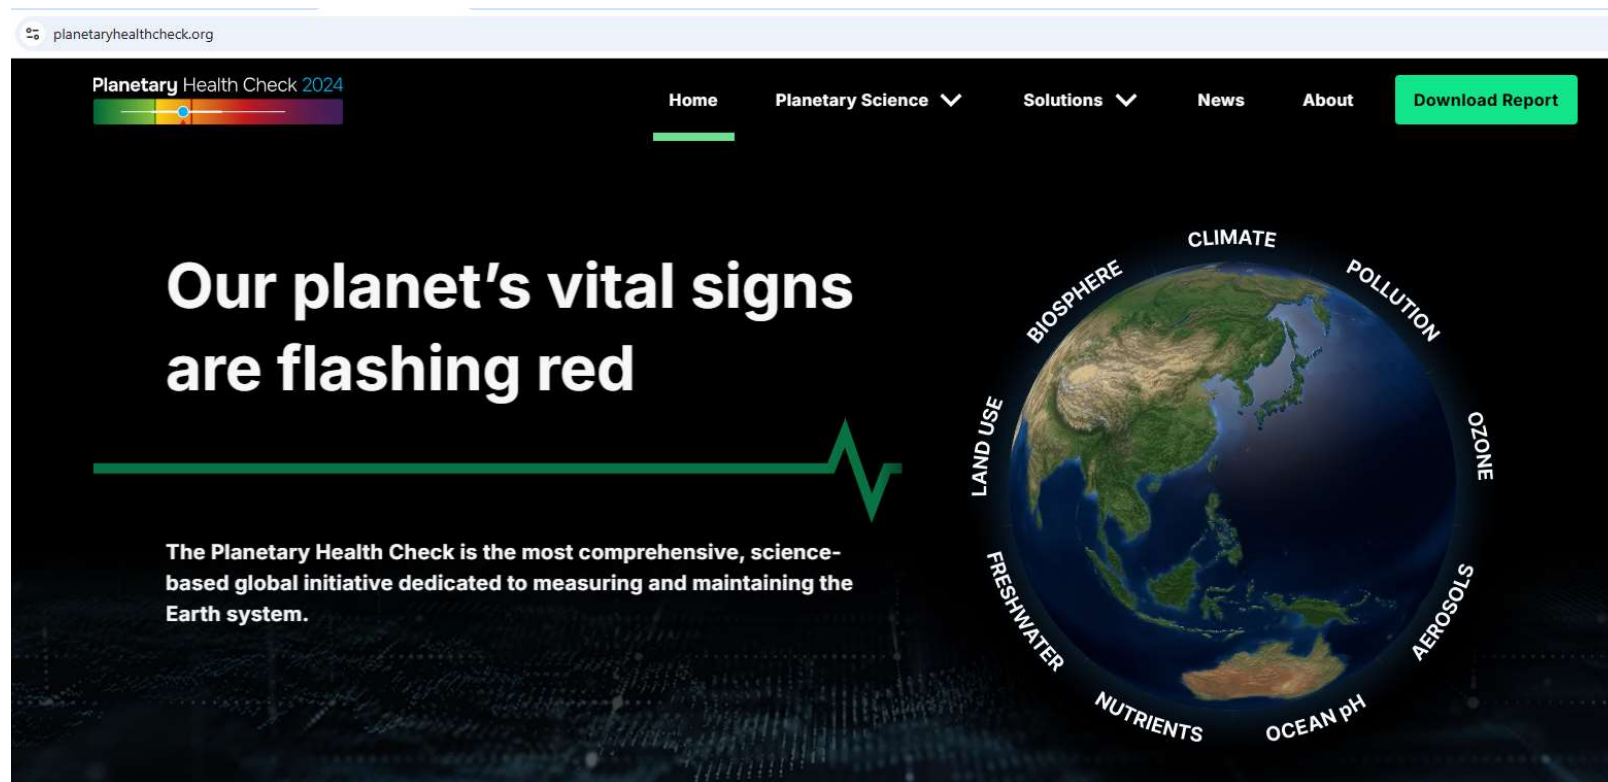 planetaryhealthcheck.org
Planetary Health Check 2024
Home
Planetary Science
Solutions
News
About
Download Report
Our planet's vital signs
are flashing red
The Planetary Health Check is the most comprehensive, science-
based global initiative dedicated to measuring and maintaining the
Earth system.
CLIMATE
POLLUTION
OZONE
AEROSOLS
OCEAN pH
NUTRIENTS
FRESHWATER
LAND USE
BIOSPHERE